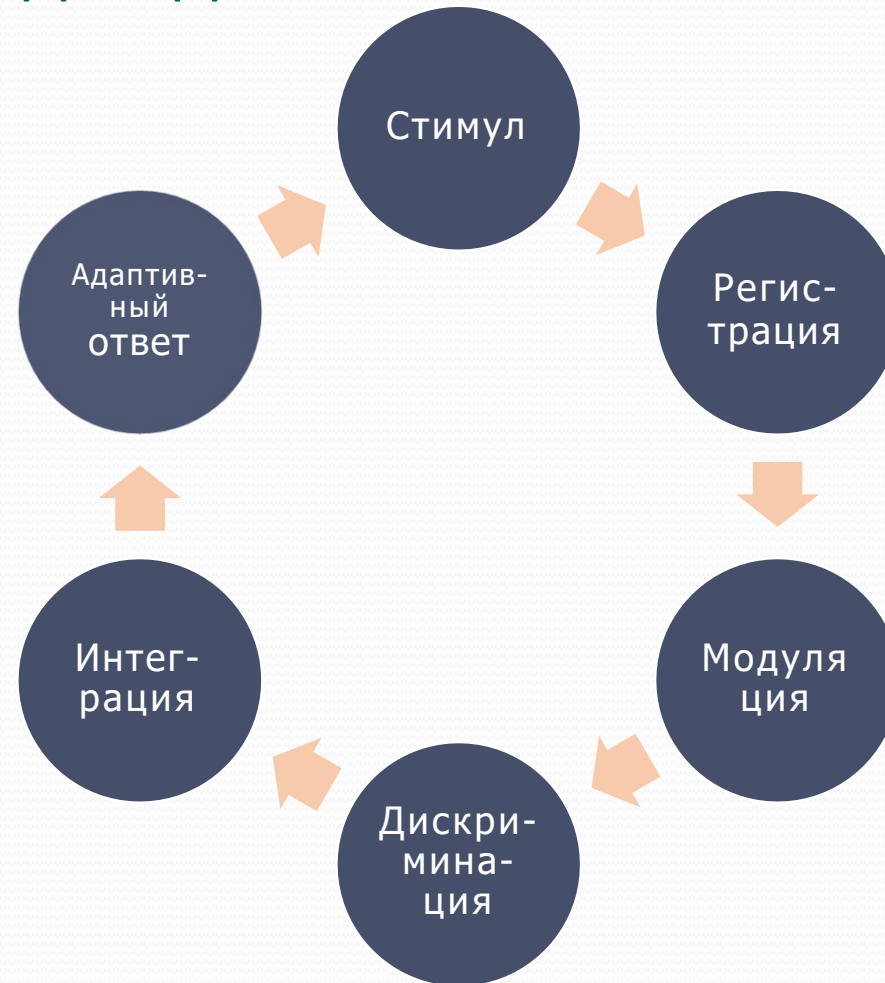 Стимул
Регис-
трация
Модуля
ция
Дискри-
мина-
ция
Интег-
рация
Адаптив-
ный
ответ